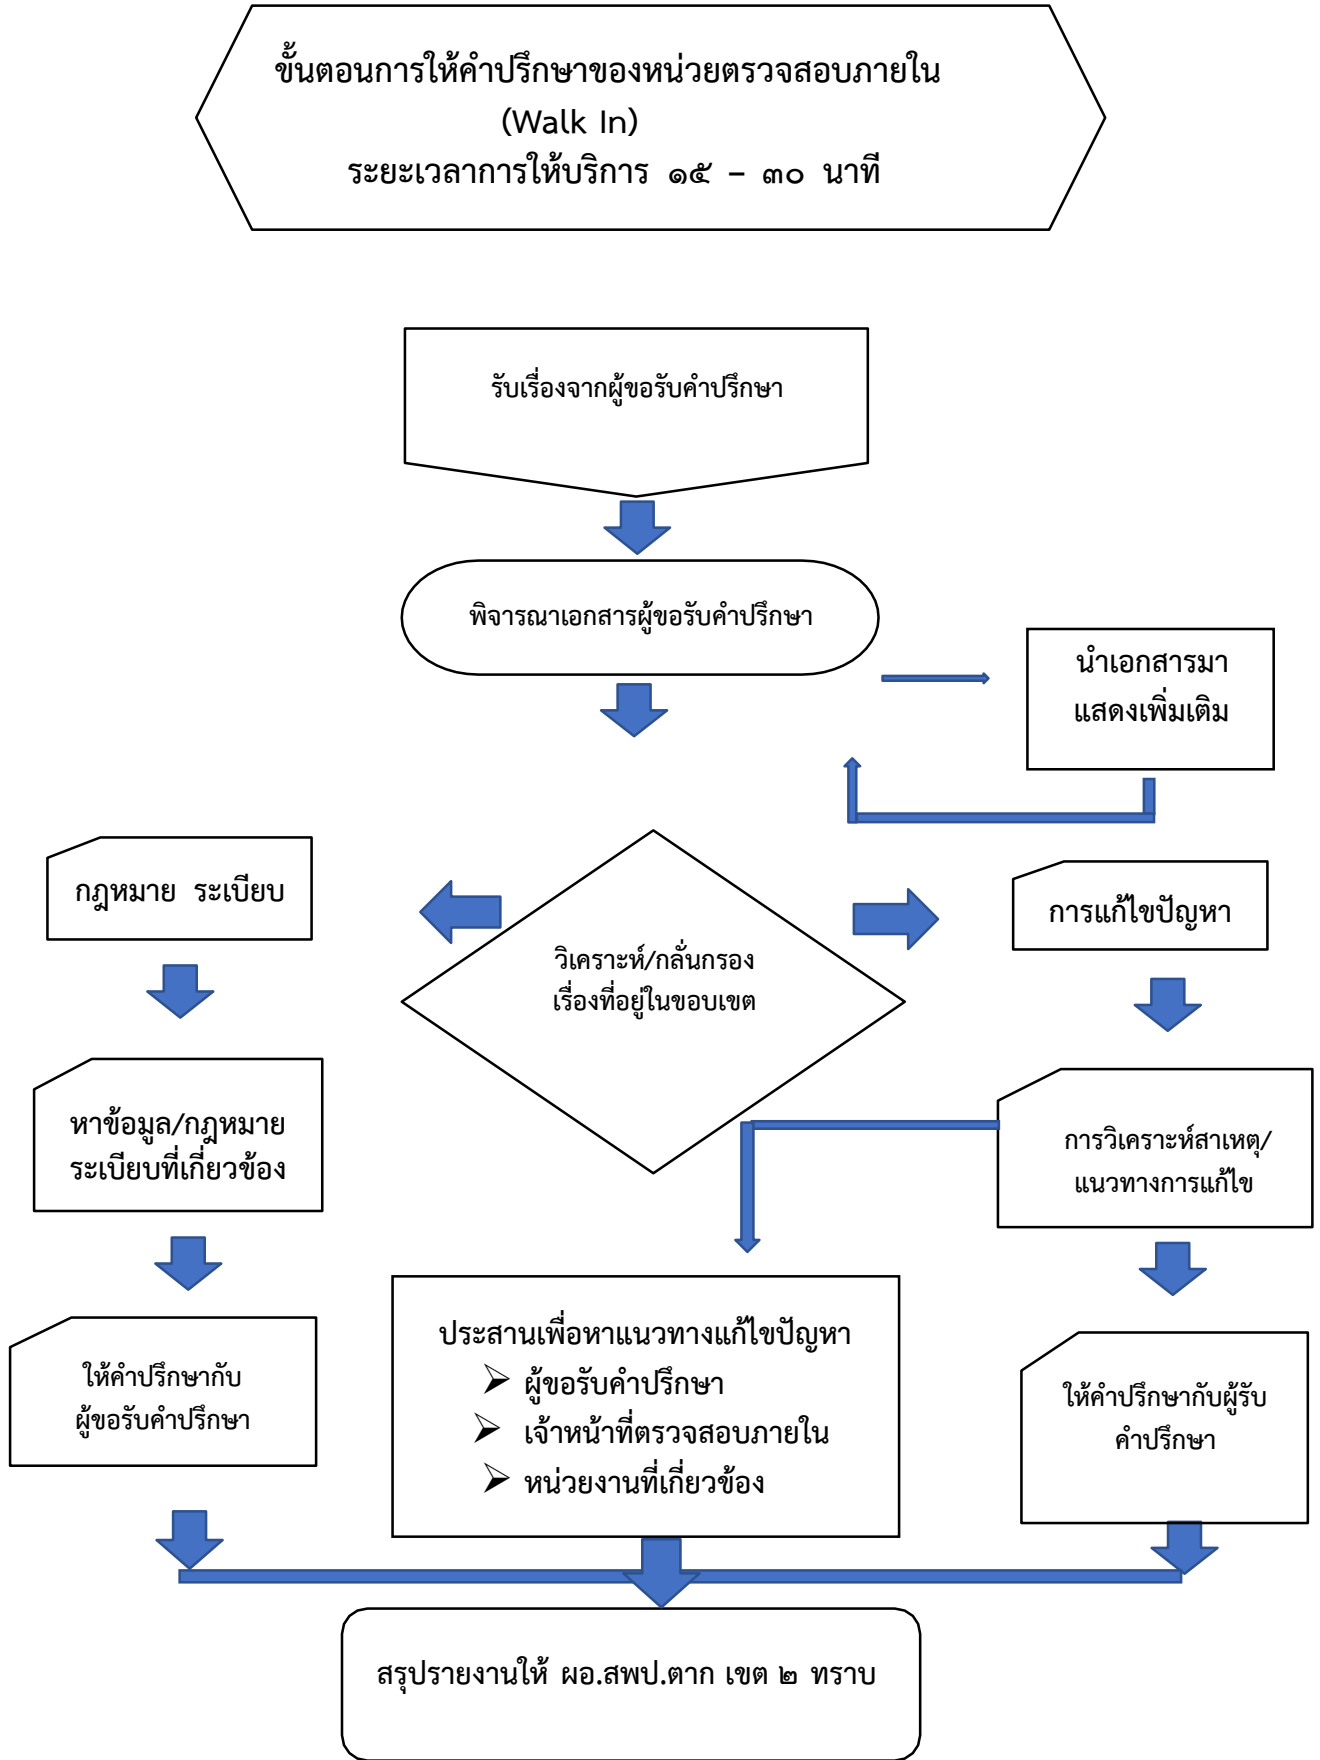 ขั้นตอนการให้คำปรึกษาของหน่วยตรวจสอบภายใน
(Walk In)
ระยะเวลาการให้บริการ ๑๕ – ๓๐ นาที
รับเรื่องจากผู้ขอรับคำปรึกษา
พิจารณาเอกสารผู้ขอรับคำปรึกษา
นำเอกสารมา
แสดงเพิ่มเติม
กฎหมาย ระเบียบ
วิเคราะห์/กลั่นกรอง
เรื่องที่อยู่ในขอบเขต
การแก้ไขปัญหา
หาข้อมูล/กฎหมาย
ระเบียบที่เกี่ยวข้อง
การวิเคราะห์สาเหตุ/
แนวทางการแก้ไข
ให้คำปรึกษากับ
ผู้ขอรับคำปรึกษา
ประสานเพื่อหาแนวทางแก้ไขปัญหา
➢ ผู้ขอรับคำปรึกษา
➢ เจ้าหน้าที่ตรวจสอบภายใน
➢ หน่วยงานที่เกี่ยวข้อง
ให้คำปรึกษากับผู้รับ
คำปรึกษา
สรุปรายงานให้ ผอ.สพป.ตาก เขต ๒ ทราบ